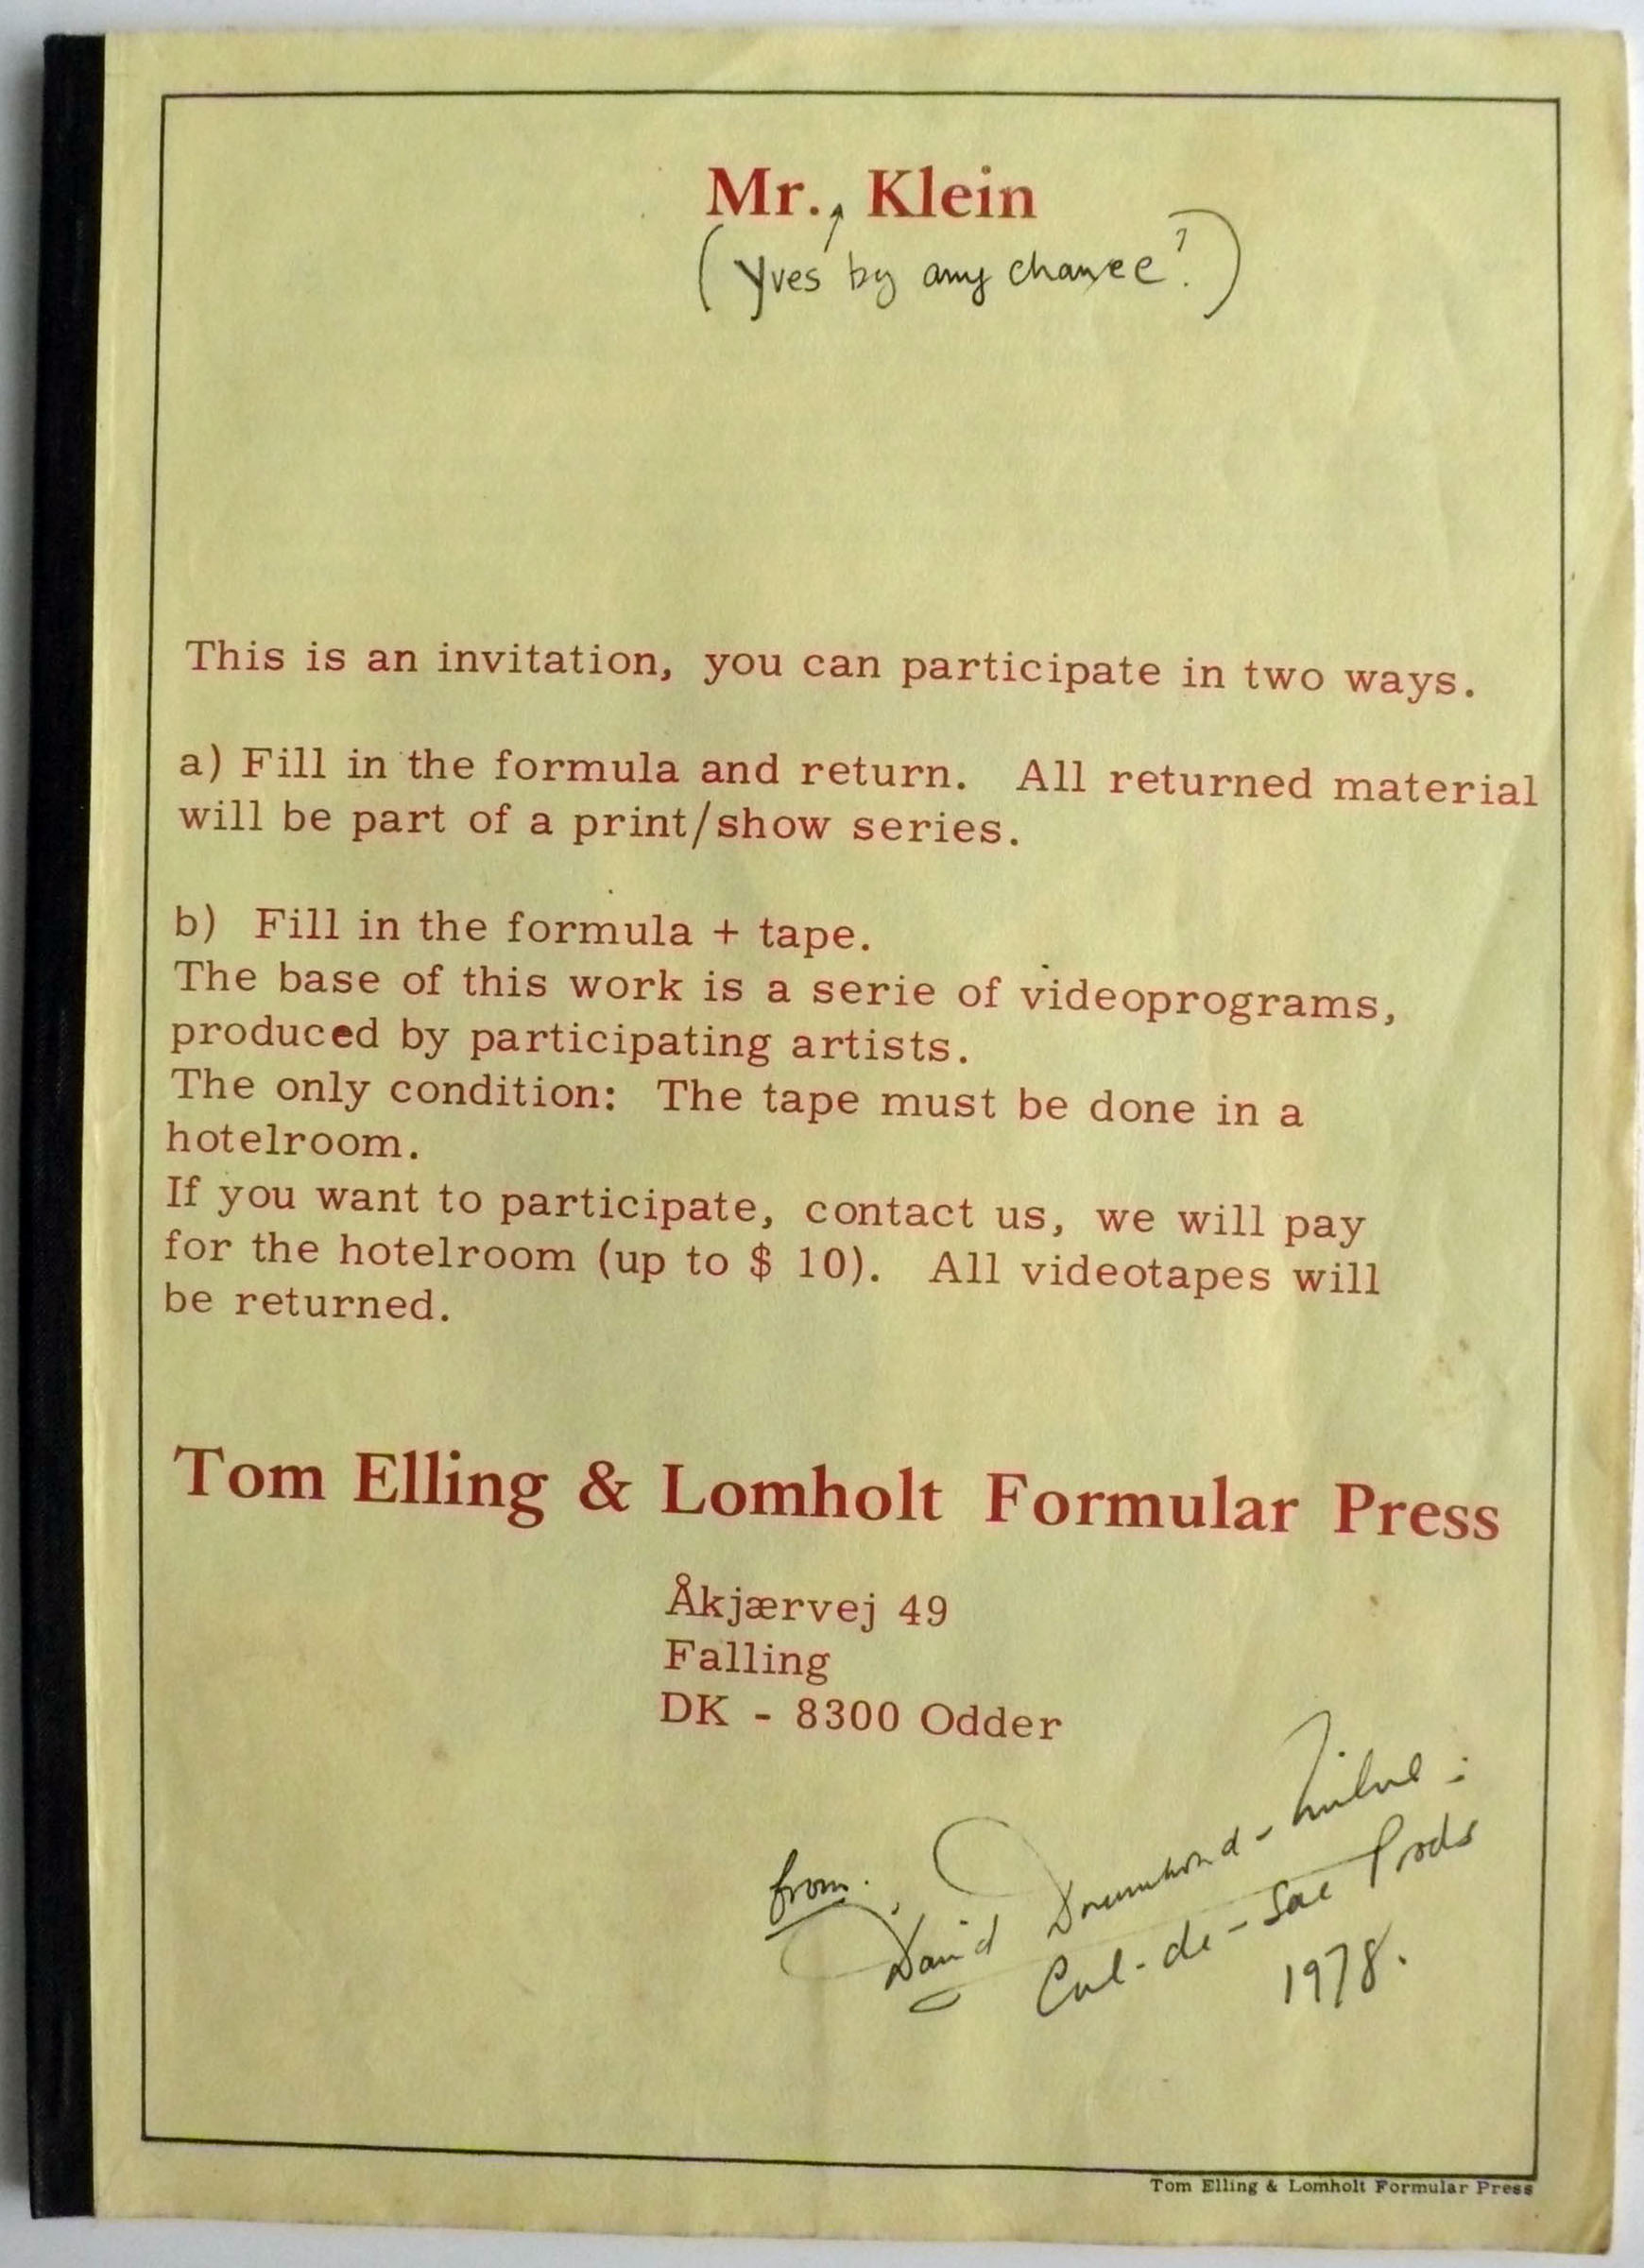 Mr., Klein
(Yves by any chance?)
This is an invitation, you can participate in two ways.
a) Fill in the formula and return. All returned material
will be part of a print/show series.
b) Fill in the formula + tape.
The base of this work is a serie of videoprograms,
produced by participating artists.
The only condition: The tape must be done in a
hotelroom.
If you want to participate, contact us, we will pay
for the hotelroom (up to $ 10). All videotapes will
be returned.
Tom Elling & Lomholt Formular Press
Åkjærvej 49
Falling
DK - 8300 Odder
from:
David Drummond-Milne:
Cul-de-Sac Prods
1978.
Tom Elling & Lomholt Formular Press